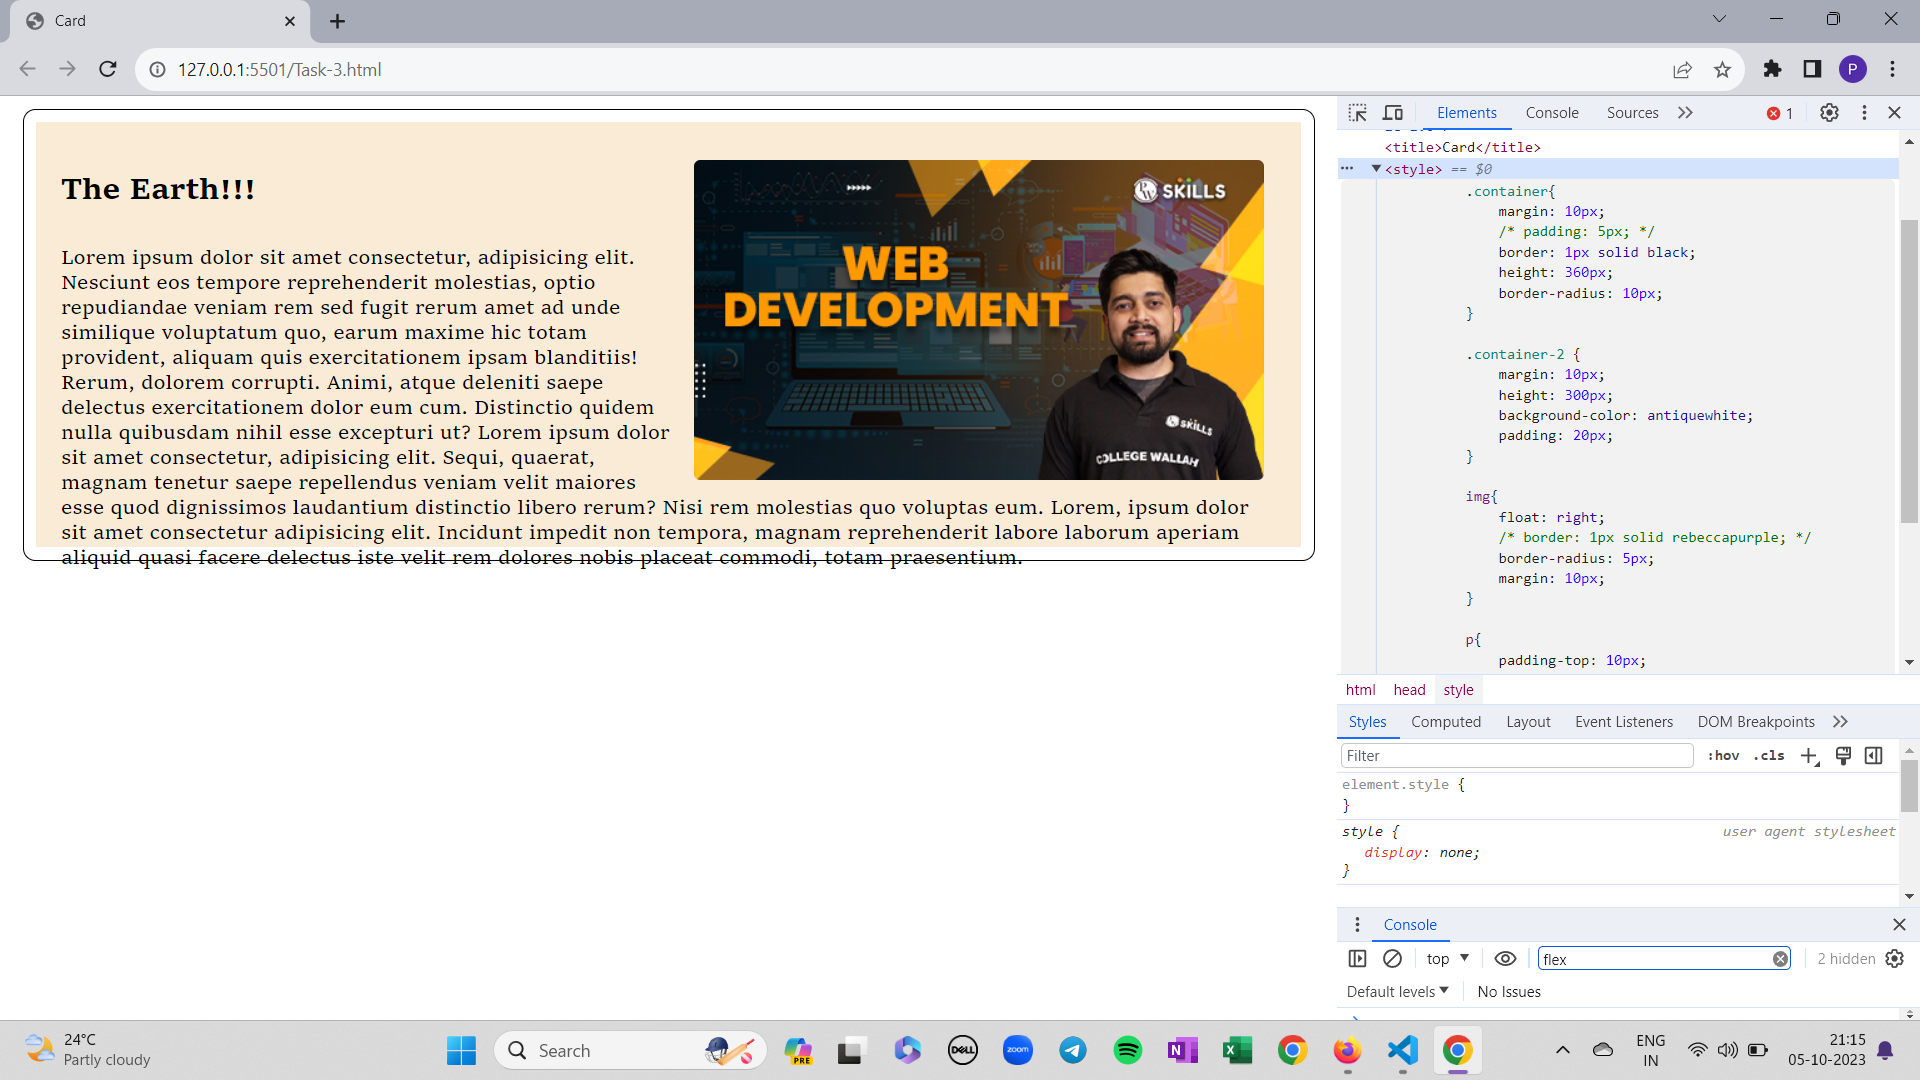 Card
127.0.0.1:5501/Task-3.html
P
The Earth!!!
Lorem ipsum dolor sit amet consectetur, adipisicing elit.
Nesciunt eos tempore reprehenderit molestias, optio
repudiandae veniam rem sed fugit rerum amet ad unde
similique voluptatum quo, earum maxime hic totam
provident, aliquam quis exercitationem ipsam blanditiis!
Rerum, dolorem corrupti. Animi, atque deleniti saepe
delectus exercitationem dolor eum cum. Distinctio quidem
nulla quibusdam nihil esse excepturi ut? Lorem ipsum dolor
sit amet consectetur, adipisicing elit. Sequi, quaerat,
magnam tenetur saepe repellendus veniam velit maiores
esse quod dignissimos laudantium distinctio libero rerum? Nisi rem molestias quo voluptas eum. Lorem, ipsum dolor
sit amet consectetur adipisicing elit. Incidunt impedit non tempora, magnam reprehenderit labore laborum aperiam
aliquid quasi facere delectus iste velit rem dolores nobis placeat commodi, totam praesentium.
SKILLS
WEB
DEVELOPMENT
SKILLS
COLLEGE WALLAH
Elements Console Sources 1
<title>Card</title>
<style> == $0
.container{
margin: 10px;
/* padding: 5px; */
border: 1px solid black;
height: 360px;
border-radius: 10px;
}
.container-2 {
margin: 10px;
height: 300px;
background-color: antiquewhite;
padding: 20px;
}
img{
float: right;
/* border: 1px solid rebeccapurple; */
border-radius: 5px;
margin: 10px;
}
p{
padding-top: 10px;
html head style
Styles Computed Layout Event Listeners DOM Breakpoints
Filter :hov .cls
element.style {
}
style { user agent stylesheet
display: none;
}
Console
top flex 2 hidden
Default levels No Issues
24°C
Partly cloudy
Search
PRE
DELL
zoom
N
X
ENG
IN
21:15
05-10-2023